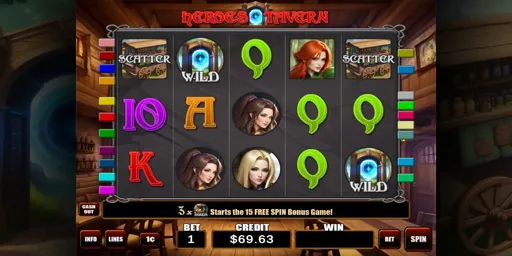 HEROES TAVERN
SCATTER
WILD
Q
SCATTER
10
A
Q
Q
K
Q
WILD
CASH OUT
3x
Starts the 15 FREE SPIN Bonus Game!
INFO
LINES
1¢
BET
1
CREDIT
$69.63
WIN
BET
SPIN